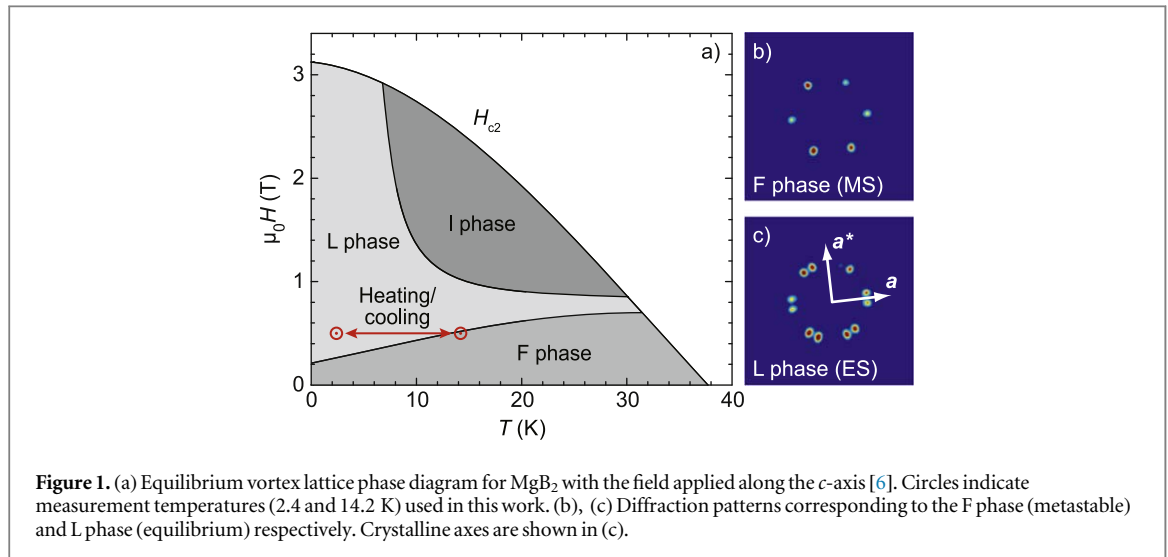 a)
3
2
1
0
μ₀H (T)
H_c2
I phase
L phase
Heating/
cooling
F phase
0 10 20 30 40
T (K)
b)
F phase (MS)
c)
a*
a
L phase (ES)
Figure 1. (a) Equilibrium vortex lattice phase diagram for MgB₂ with the field applied along the c-axis [6]. Circles indicate
measurement temperatures (2.4 and 14.2 K) used in this work. (b), (c) Diffraction patterns corresponding to the F phase (metastable)
and L phase (equilibrium) respectively. Crystalline axes are shown in (c).